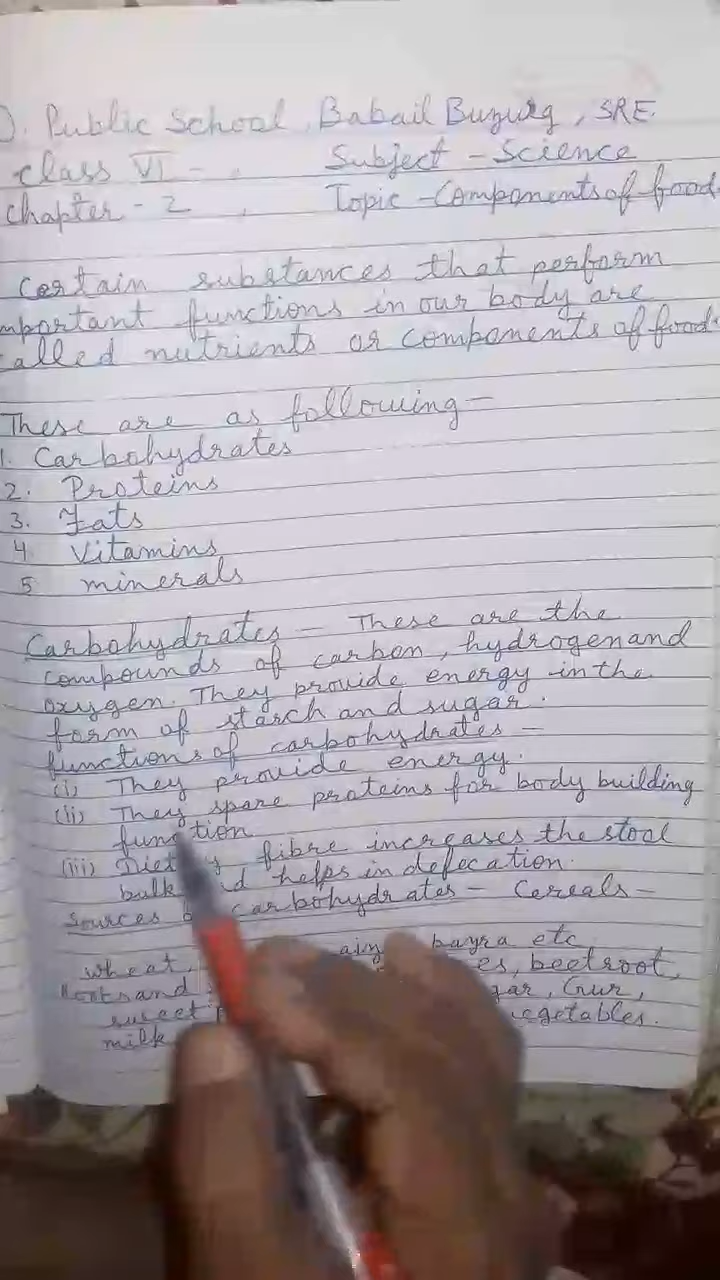 ). Public School, Babail Buzurg, SRE.
Class VI - . Subject - Science
Chapter - 2 , Topic - Components of food
Certain substances that perform
mportant functions in our body are
alled nutrients or components of food.
These are as following -
1. Carbohydrates
2. Proteins
3. Fats
4 Vitamins
5 minerals
Carbohydrates - These are the
compounds of carbon, hydrogen and
oxygen. They provide energy in the
form of starch and sugar.
functions of carbohydrates -
(i) They provide energy.
(ii) They spare proteins for body building
function
(iii) fibre increases the stool
bulk helps in defecation.
Sources carbohydrates - Cereals -
wheat, bayra etc
Roots and beetroot,
sweet Gur,
milk vegetables.